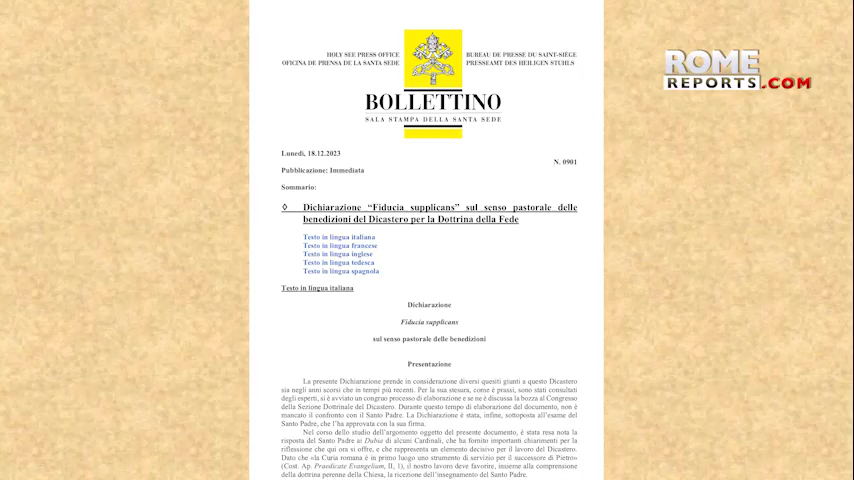 HOLY SEE PRESS OFFICE
OFICINA DE PRENSA DE LA SANTA SEDE
BUREAU DE PRESSE DU SAINT-SIÈGE
PRESSEAMT DES HEILIGEN STUHLS
ROME
REPORTS.COM
BOLLETTINO
SALA STAMPA DELLA SANTA SEDE
Lunedì, 18.12.2023
N. 0901
Pubblicazione: Immediata
Sommario:
◊ Dichiarazione “Fiducia supplicans” sul senso pastorale delle
benedizioni del Dicastero per la Dottrina della Fede
Testo in lingua italiana
Testo in lingua francese
Testo in lingua inglese
Testo in lingua tedesca
Testo in lingua spagnola
Testo in lingua italiana
Dichiarazione
Fiducia supplicans
sul senso pastorale delle benedizioni
Presentazione
La presente Dichiarazione prende in considerazione diversi quesiti giunti a questo Dicastero
sia negli anni scorsi che in tempi più recenti. Per la sua stesura, come è prassi, sono stati consultati
degli esperti, si è avviato un congruo processo di elaborazione e se ne è discussa la bozza al Congresso
della Sezione Dottrinale del Dicastero. Durante questo tempo di elaborazione del documento, non è
mancato il confronto con il Santo Padre. La Dichiarazione è stata, infine, sottoposta all'esame del
Santo Padre, che l'ha approvata con la sua firma.
Nel corso dello studio dell'argomento oggetto del presente documento, è stata resa nota la
risposta del Santo Padre ai Dubia di alcuni Cardinali, che ha fornito importanti chiarimenti per la
riflessione che qui ora si offre, e che rappresenta un elemento decisivo per il lavoro del Dicastero.
Dato che «la Curia romana è in primo luogo uno strumento di servizio per il successore di Pietro»
(Cost. Ap. Praedicate Evangelium, II, 1), il nostro lavoro deve favorire, insieme alla comprensione
della dottrina perenne della Chiesa, la ricezione dell'insegnamento del Santo Padre.